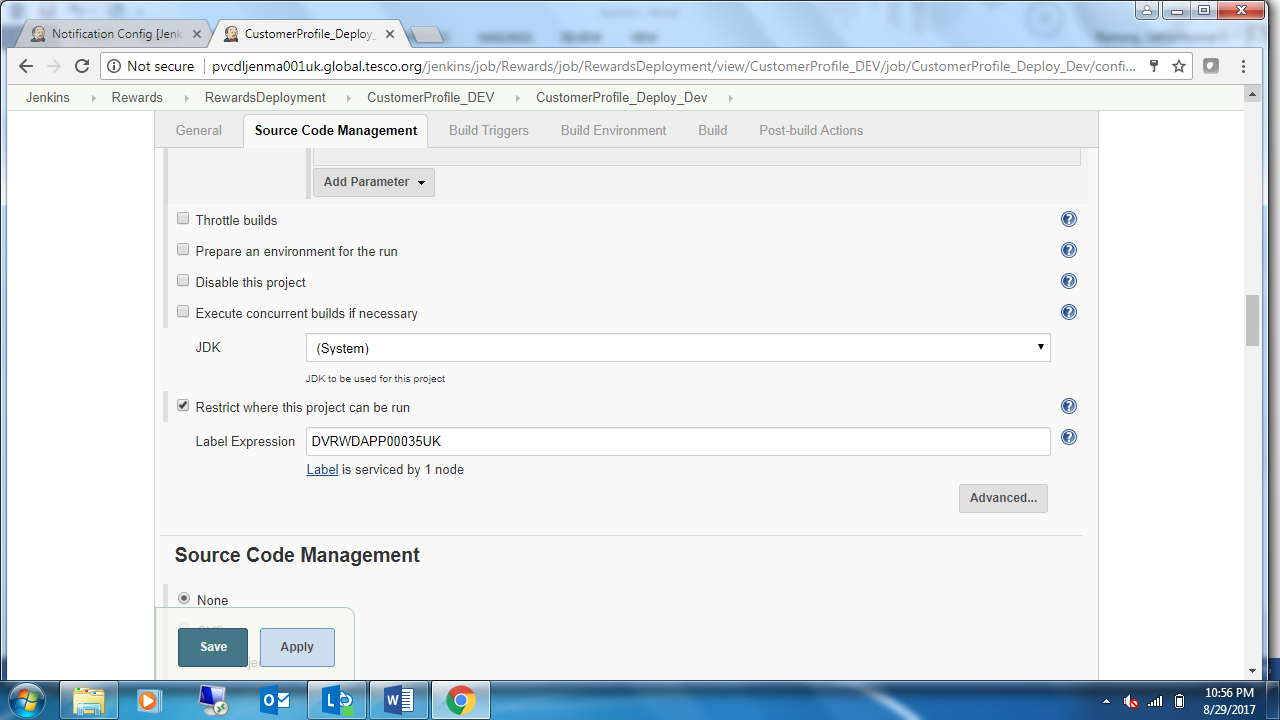 Notification Config [Jenk
CustomerProfile_Deploy_
Not secure
pvcdljenma001uk.global.tesco.org/jenkins/job/Rewards/job/RewardsDeployment/view/CustomerProfile_DEV/job/CustomerProfile_Deploy_Dev/confi...
Jenkins Rewards RewardsDeployment CustomerProfile_DEV CustomerProfile_Deploy_Dev
General Source Code Management Build Triggers Build Environment Build Post-build Actions
Add Parameter
Throttle builds
Prepare an environment for the run
Disable this project
Execute concurrent builds if necessary
JDK (System)
JDK to be used for this project
Restrict where this project can be run
Label Expression DVRWDAPP00035UK
Label is serviced by 1 node
Advanced...
Source Code Management
None
Save Apply
10:56 PM
8/29/2017